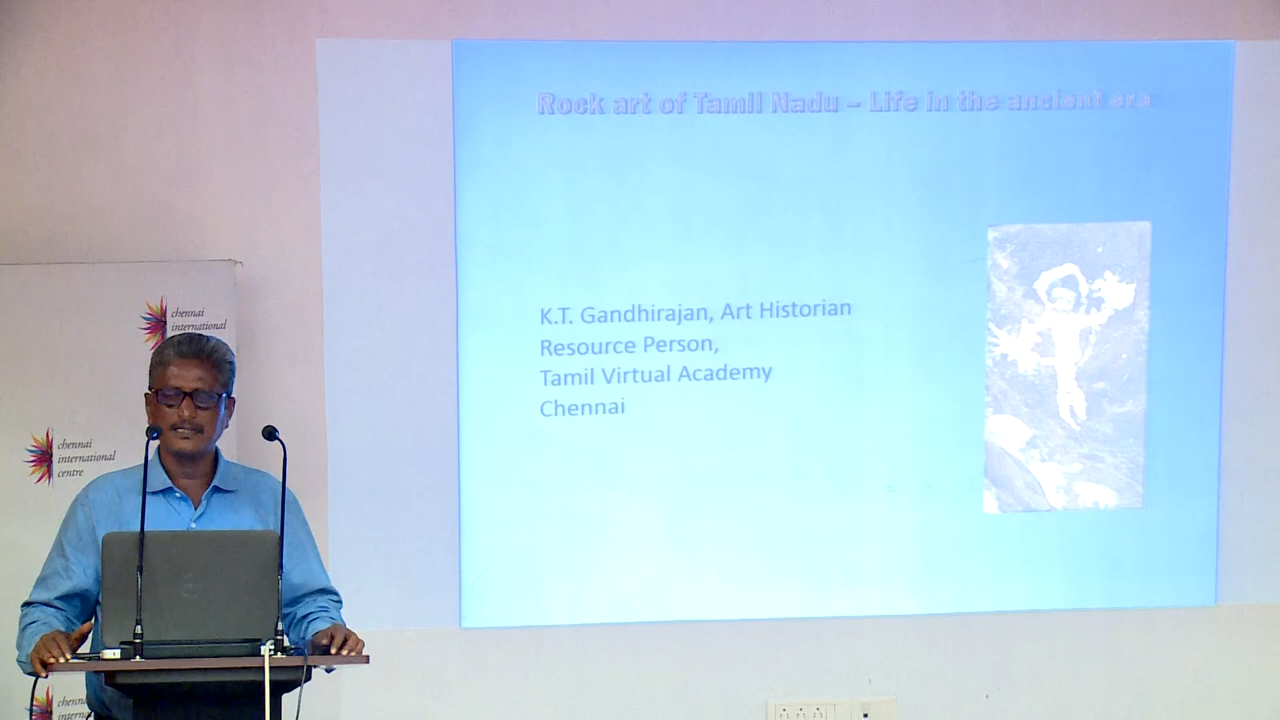 Rock art of Tamil Nadu – Life in the ancient era
K.T. Gandhirajan, Art Historian
Resource Person,
Tamil Virtual Academy
Chennai
chennai
international
chennai
international
centre
chennai